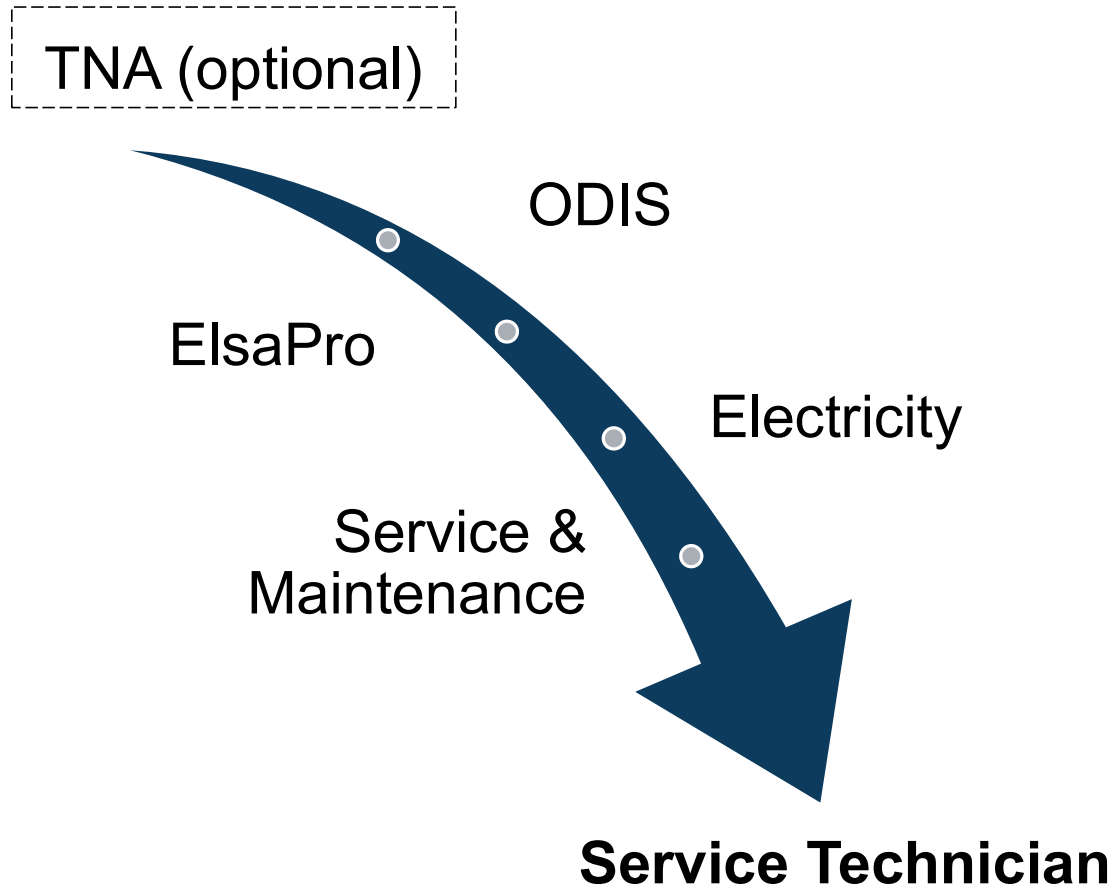 TNA (optional)
ODIS
ElsaPro
Electricity
Service &
Maintenance
Service Technician